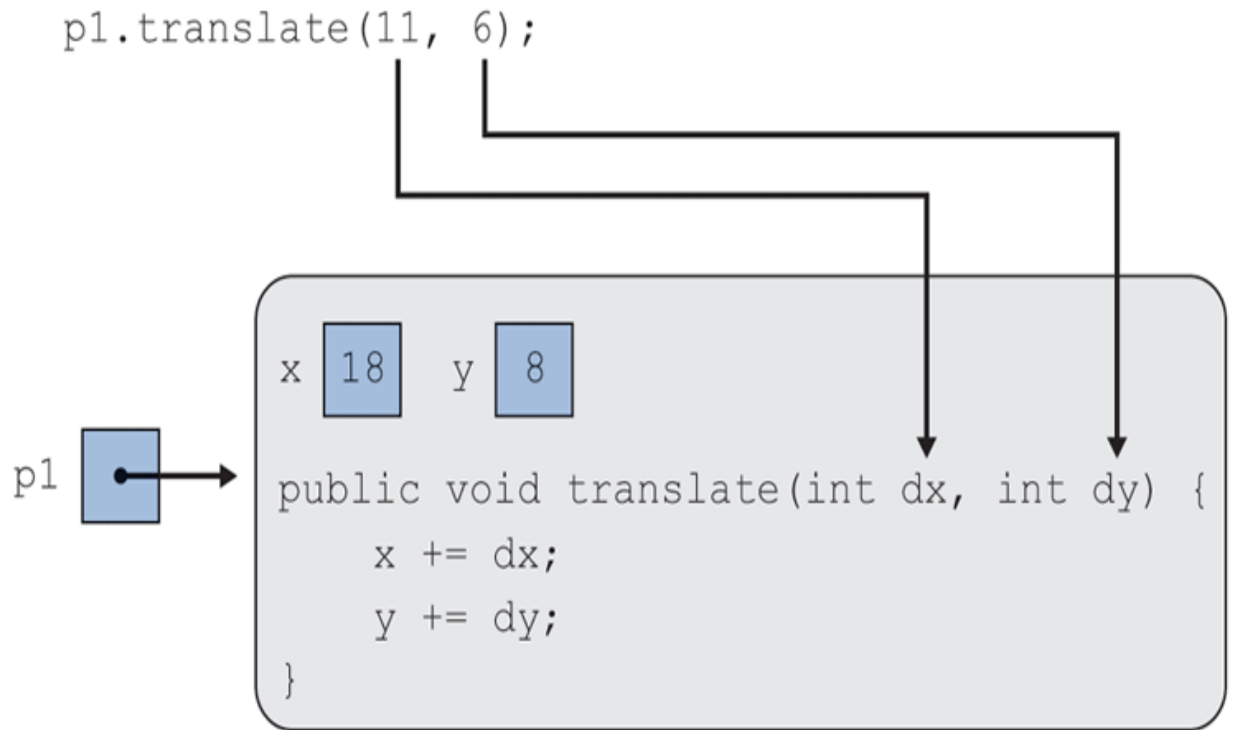 p1.translate(11, 6);
x 18 y 8
p1
public void translate(int dx, int dy) {
x += dx;
y += dy;
}